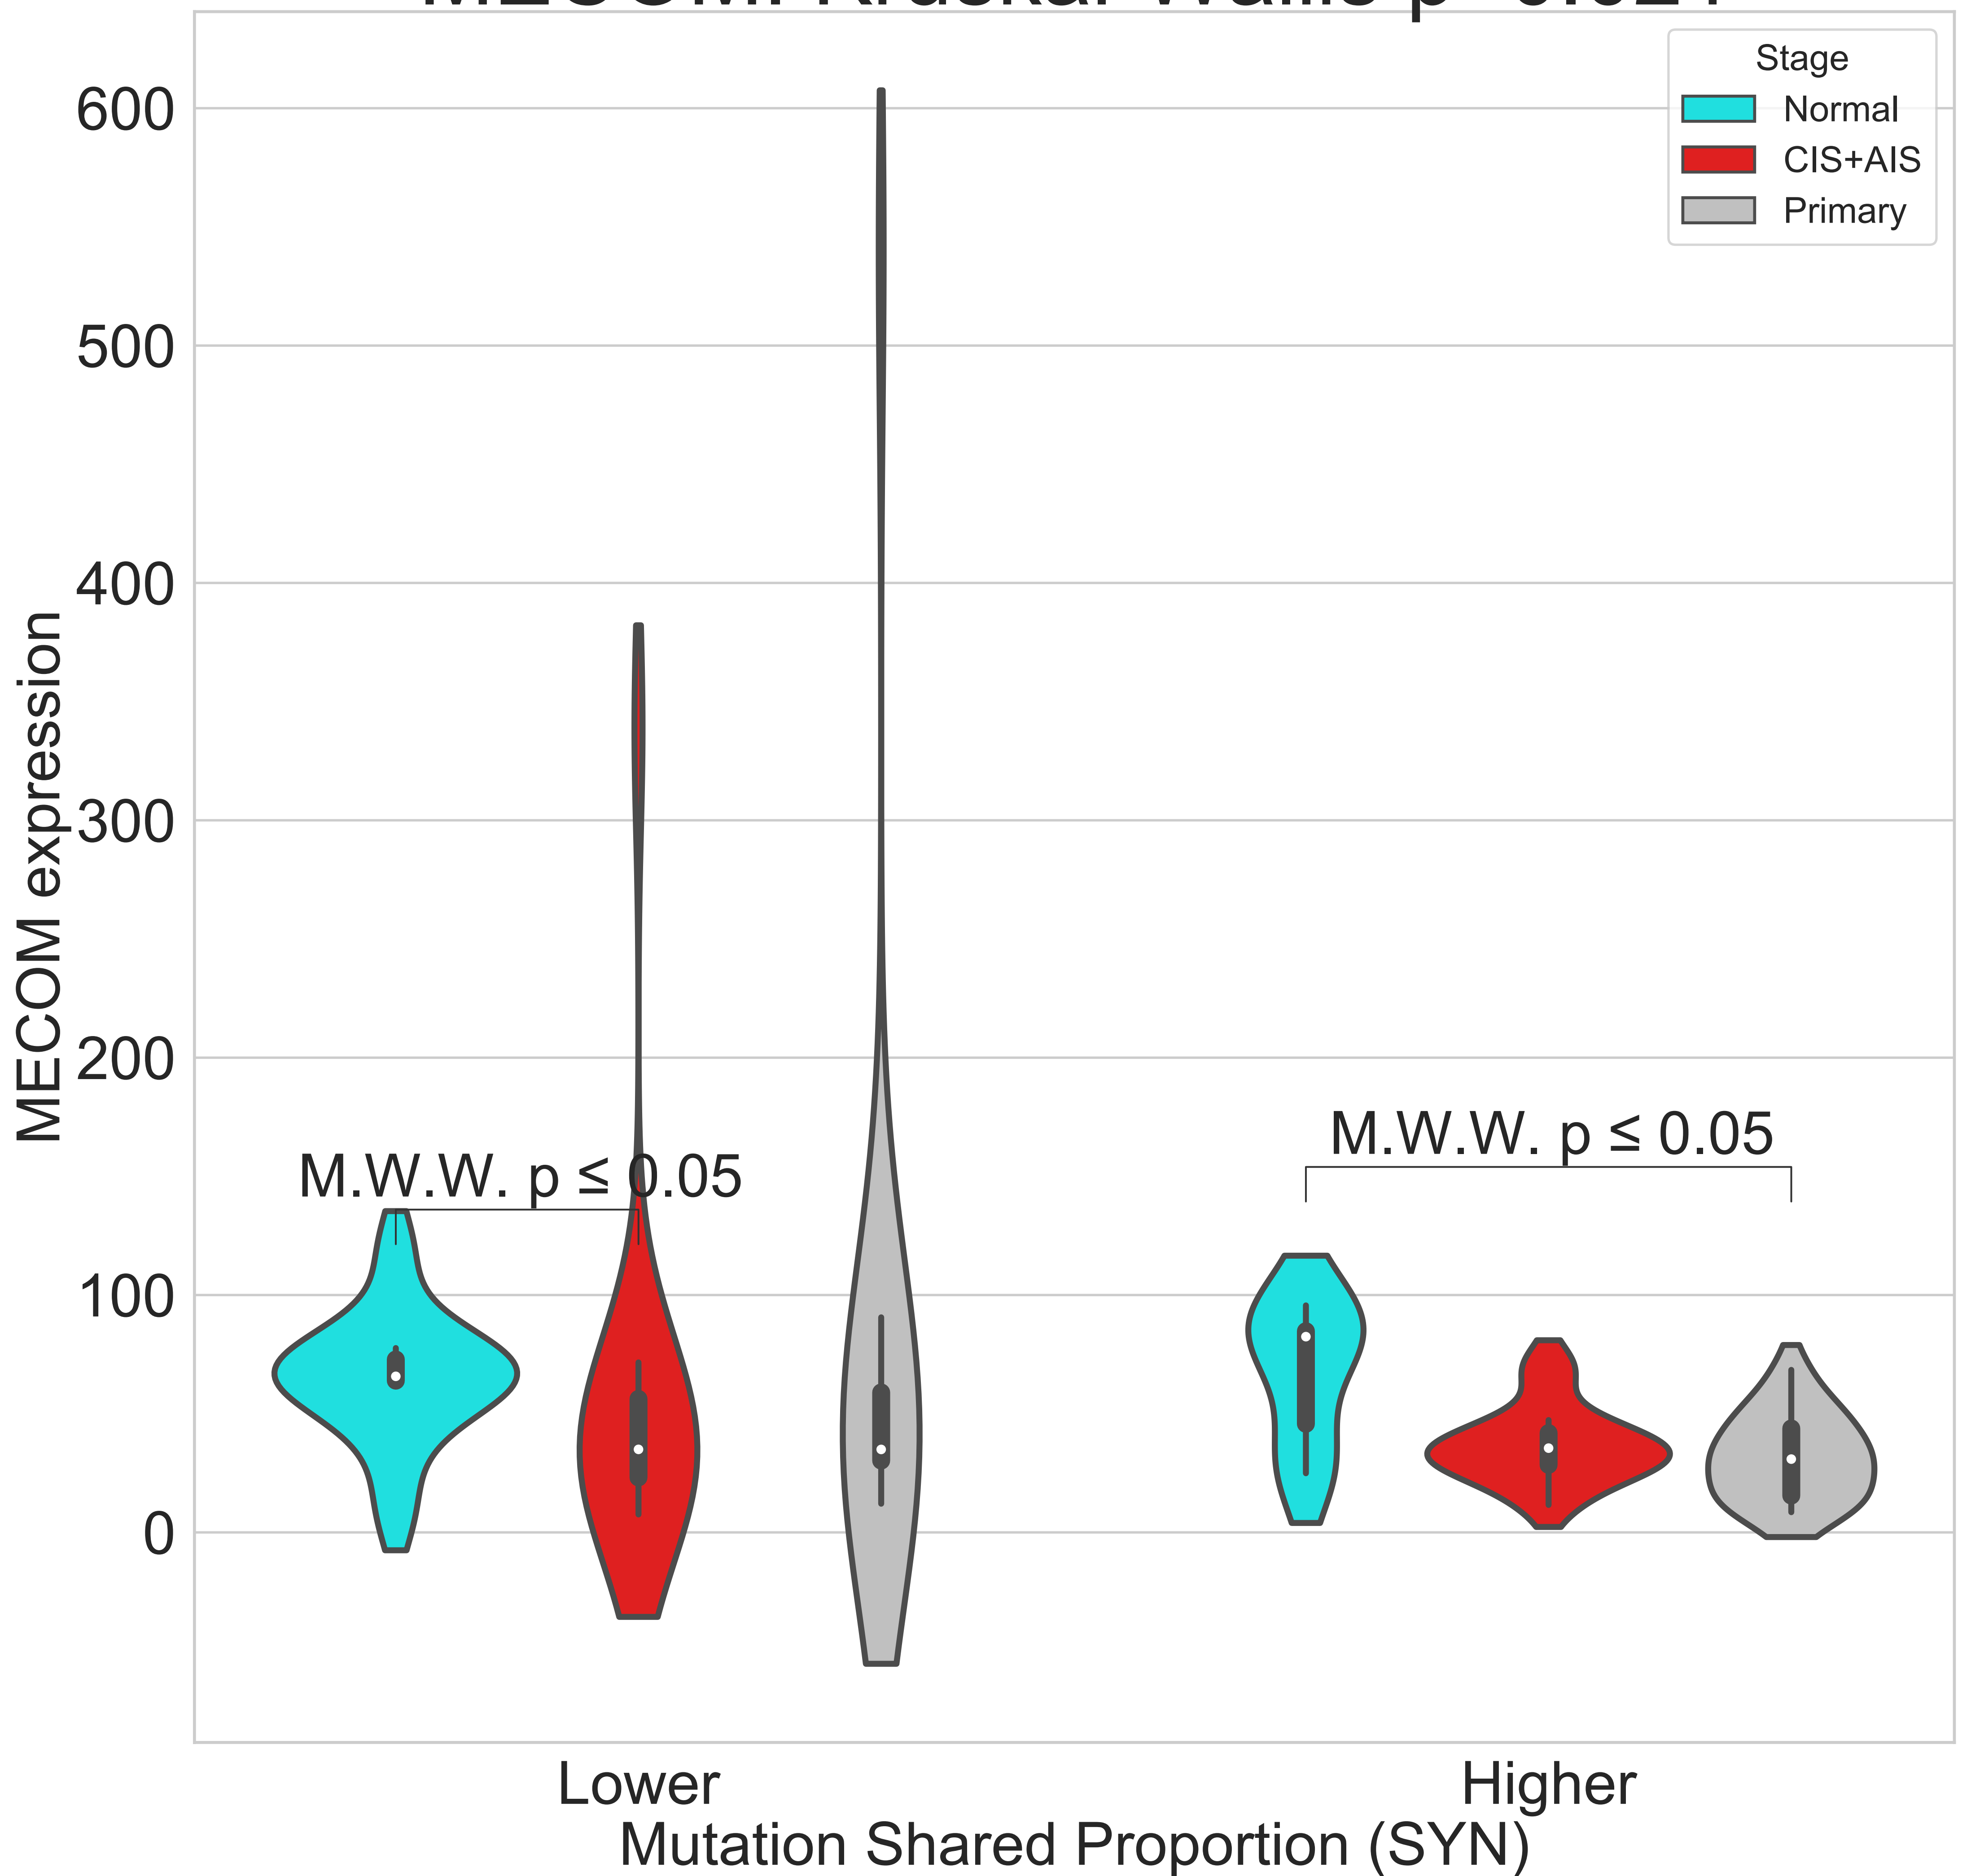 Stage
Normal
CIS+AIS
Primary
600
500
400
300
200
100
0
MECOM expression
M.W.W. p ≤ 0.05
M.W.W. p ≤ 0.05
Lower
Higher
Mutation Shared Proportion (SYN)